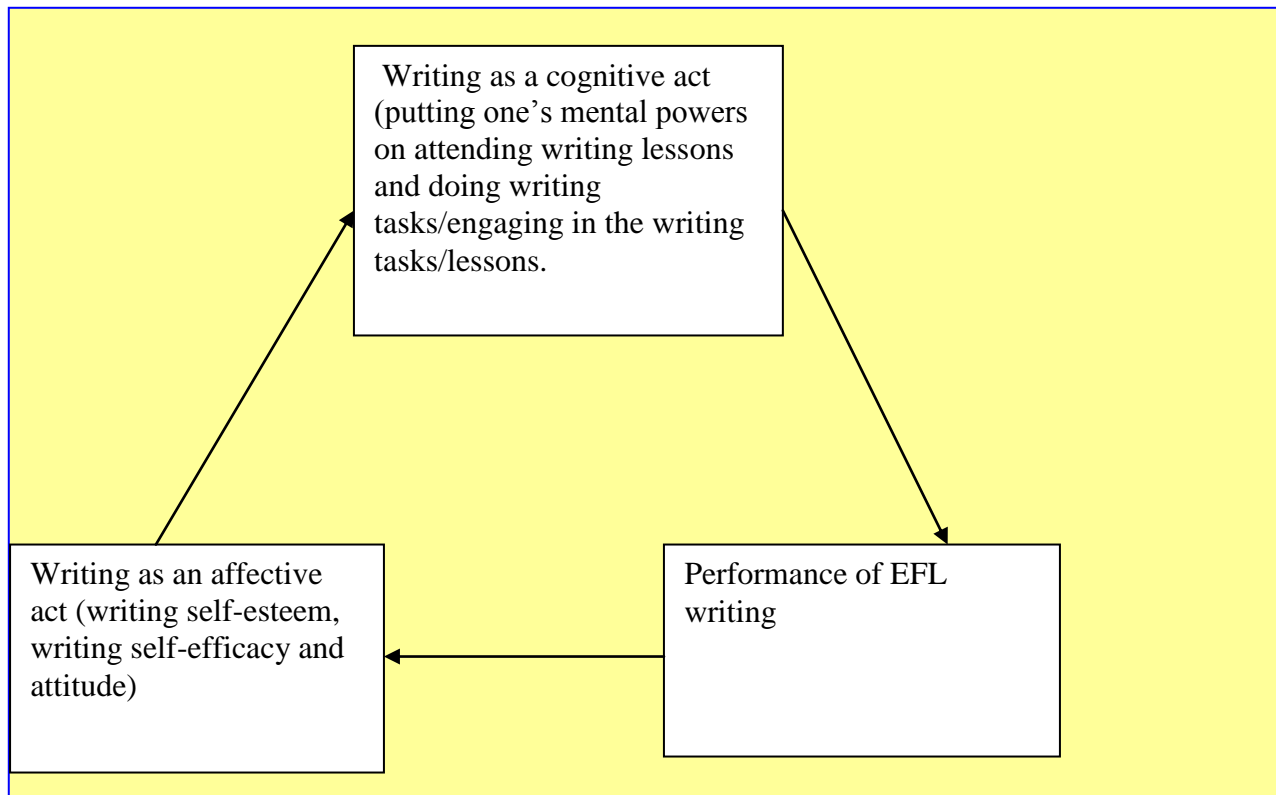 Writing as a cognitive act
(putting one’s mental powers
on attending writing lessons
and doing writing
tasks/engaging in the writing
tasks/lessons.
Writing as an affective
act (writing self-esteem,
writing self-efficacy and
attitude)
Performance of EFL
writing